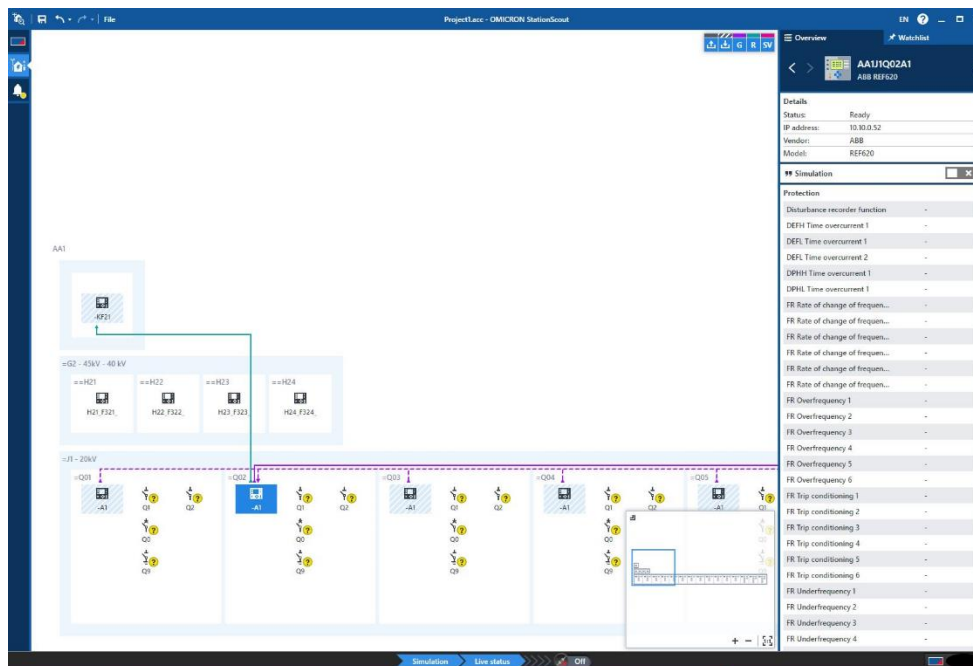 File
Project1.acc - OMICRON StationScout
EN
G R SV
Overview
Watchlist
AA1J1Q02A1
ABB REF620
Details
Status: Ready
IP address: 10.10.0.52
Vendor: ABB
Model: REF620
Simulation
Protection
Disturbance recorder function -
DEFH Time overcurrent 1 -
DEFL Time overcurrent 1 -
DEFL Time overcurrent 2 -
DPHH Time overcurrent 1 -
DPHL Time overcurrent 1 -
FR Rate of change of frequen... -
FR Rate of change of frequen... -
FR Rate of change of frequen... -
FR Rate of change of frequen... -
FR Rate of change of frequen... -
FR Rate of change of frequen... -
FR Overfrequency 1 -
FR Overfrequency 2 -
FR Overfrequency 3 -
FR Overfrequency 4 -
FR Overfrequency 5 -
FR Overfrequency 6 -
FR Trip conditioning 1 -
FR Trip conditioning 2 -
FR Trip conditioning 3 -
FR Trip conditioning 4 -
FR Trip conditioning 5 -
FR Trip conditioning 6 -
FR Underfrequency 1 -
FR Underfrequency 2 -
FR Underfrequency 3 -
FR Underfrequency 4 -
AA1
-KF21
=G2 - 45kV - 40 kV
==H21 ==H22 ==H23 ==H24
H21_F321_ H22_F322_ H23_F323_ H24_F324_
=J1 - 20kV
=Q01 =Q02 =Q03 =Q04 =Q05
-A1 Q1 Q2 -A1 Q1 Q2 -A1 Q1 Q2 -A1 Q1 Q2 -A1 Q1
Q0 Q0 Q0
Q9 Q9 Q9
Simulation Live status Off